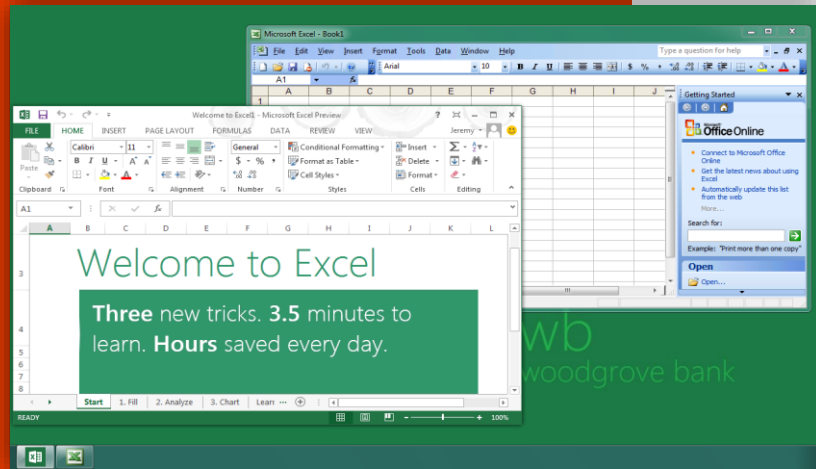 Microsoft Excel - Book1
File Edit View Insert Format Tools Data Window Help
Type a question for help
Arial 10 B I U $ %
A1 fx
A B C D E F G H I J
1
Getting Started
Microsoft
Office Online
Connect to Microsoft Office
Online
Get the latest news about using
Excel
Automatically update this list
from the web
More...
Search for:
Example: "Print more than one copy"
Open
Open...
Welcome to Excel1 - Microsoft Excel Preview
FILE HOME INSERT PAGE LAYOUT FORMULAS DATA REVIEW VIEW Jeremy
Calibri 11 General Conditional Formatting Insert
Paste B I U A A $ % , Format as Table Delete
A Cell Styles Format
Clipboard Font Alignment Number Styles Cells Editing
A1 fx
A B C D E F G H I J K L
3 Welcome to Excel
Three new tricks. 3.5 minutes to
4 learn. Hours saved every day.
5
6
7
8
Start 1. Fill 2. Analyze 3. Chart Learr ...
READY 100%
wb
woodgrove bank